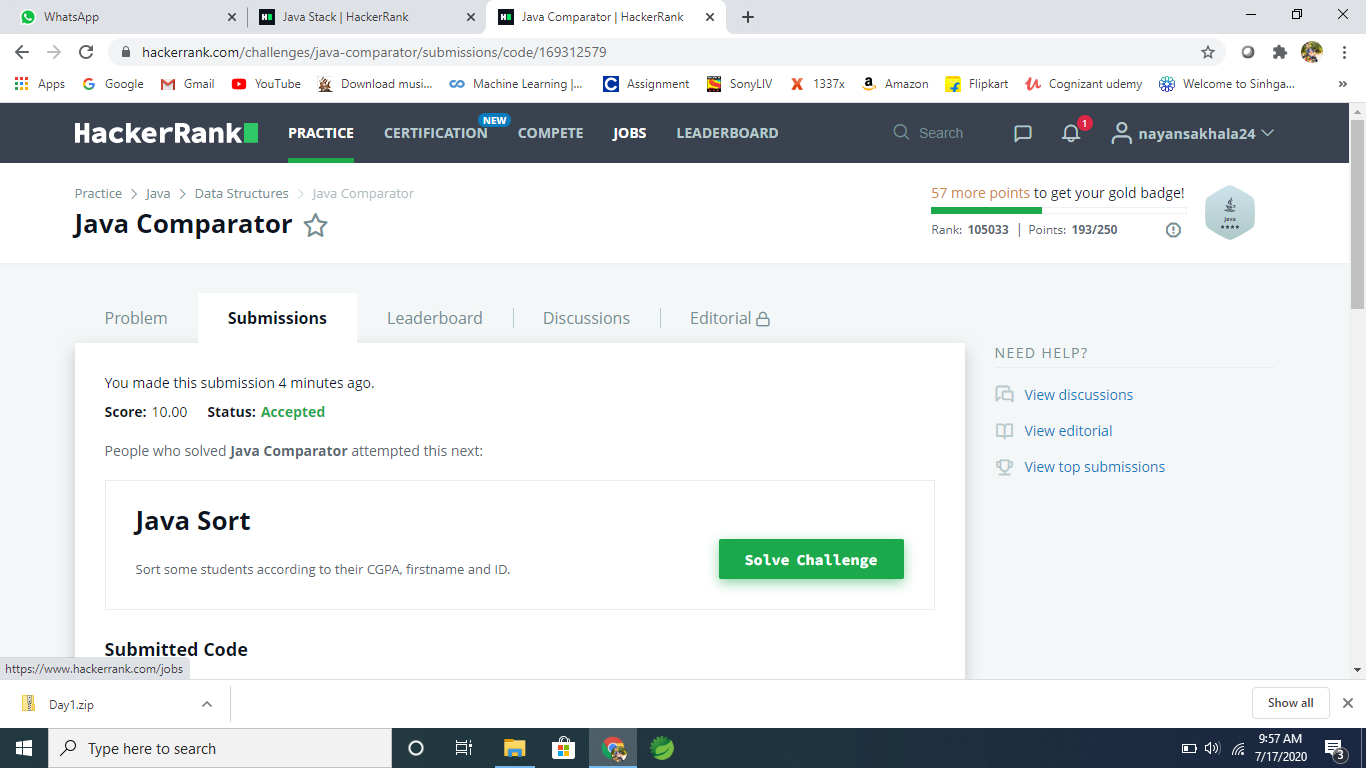 WhatsApp
Java Stack | HackerRank
Java Comparator | HackerRank
hackerrank.com/challenges/java-comparator/submissions/code/169312579
Apps Google Gmail YouTube Download musi... Machine Learning |... Assignment SonyLIV 1337x Amazon Flipkart Cognizant udemy Welcome to Sinhga... »
HackerRank PRACTICE CERTIFICATION NEW COMPETE JOBS LEADERBOARD Search 1 nayansakhala24
Practice > Java > Data Structures > Java Comparator
Java Comparator
57 more points to get your gold badge!
Rank: 105033 | Points: 193/250
Java
Problem Submissions Leaderboard Discussions Editorial
You made this submission 4 minutes ago.
Score: 10.00 Status: Accepted
People who solved Java Comparator attempted this next:
Java Sort
Sort some students according to their CGPA, firstname and ID.
Solve Challenge
Submitted Code
NEED HELP?
View discussions
View editorial
View top submissions
https://www.hackerrank.com/jobs
Day1.zip
Show all
Type here to search
9:57 AM
7/17/2020
3